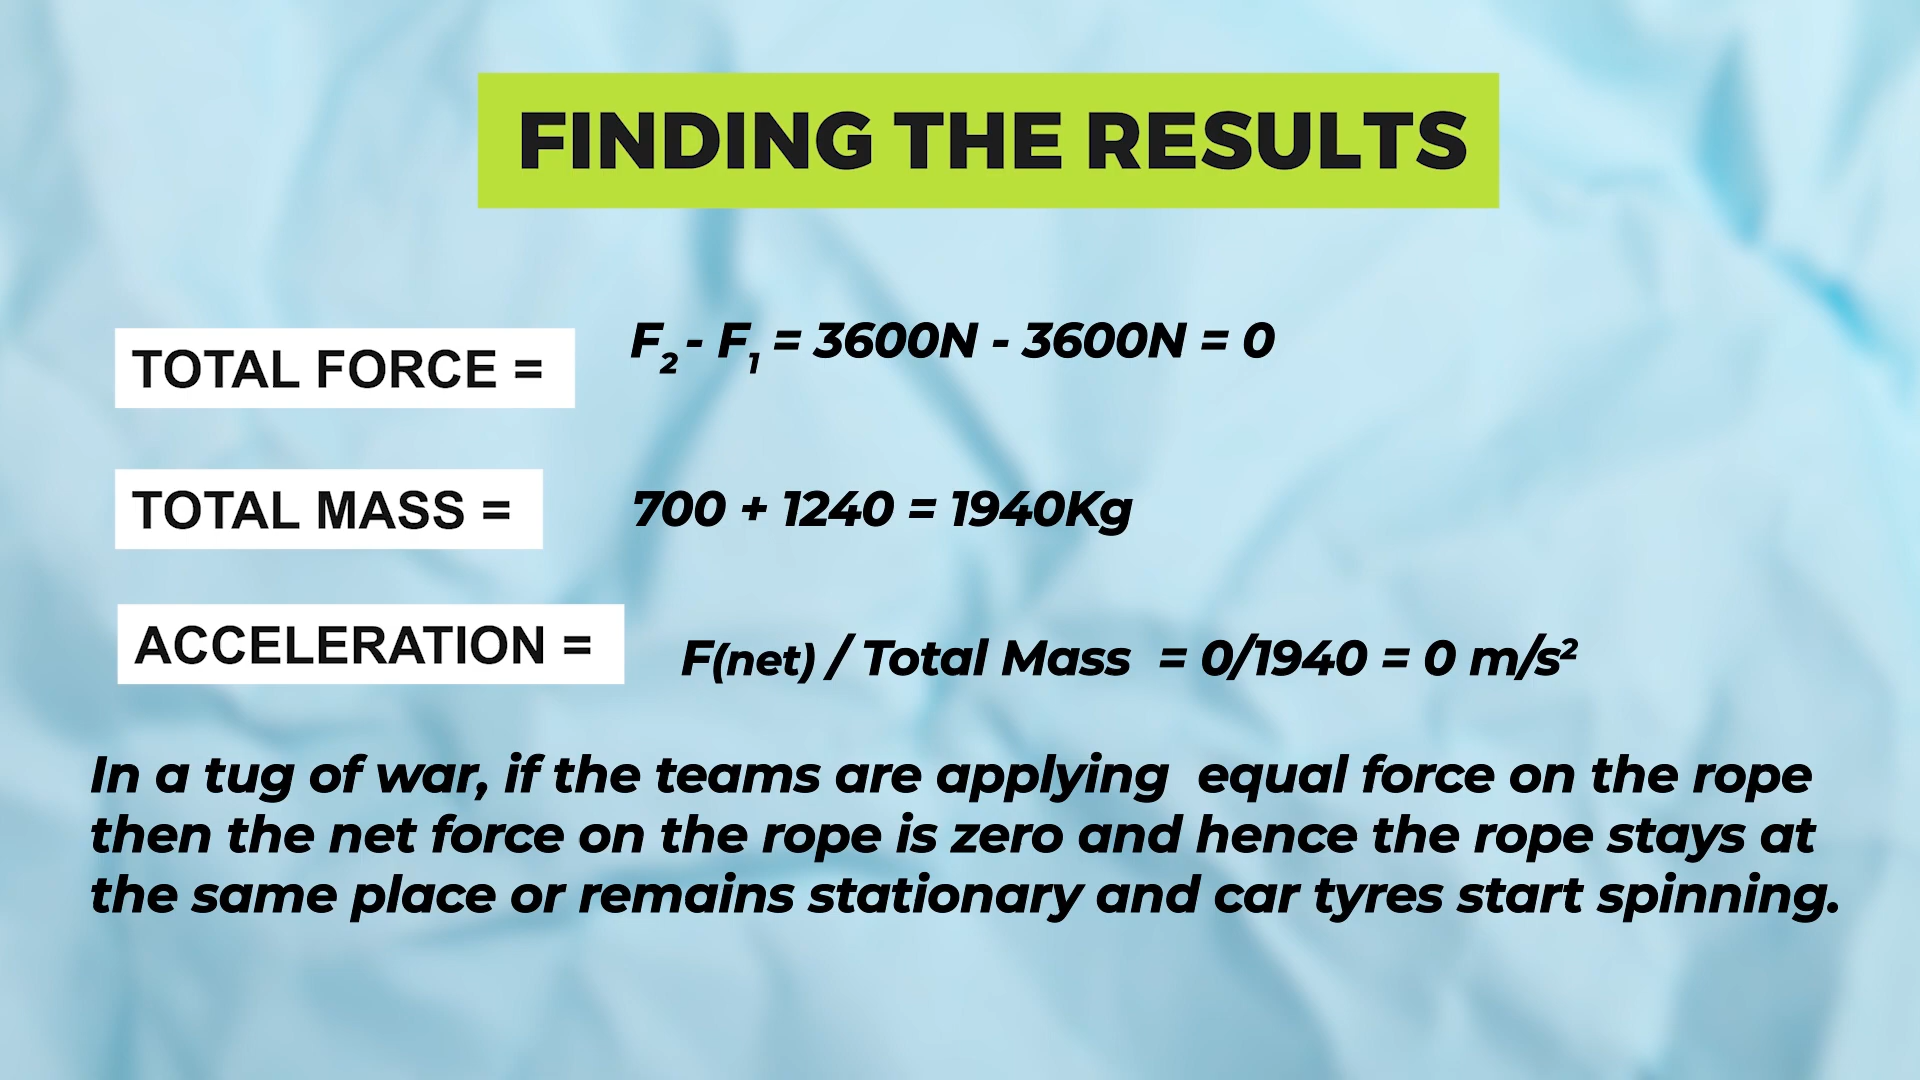 FINDING THE RESULTS
TOTAL FORCE = F₂ - F₁ = 3600N - 3600N = 0
TOTAL MASS = 700 + 1240 = 1940Kg
ACCELERATION = F(net) / Total Mass = 0/1940 = 0 m/s²
In a tug of war, if the teams are applying equal force on the rope
then the net force on the rope is zero and hence the rope stays at
the same place or remains stationary and car tyres start spinning.